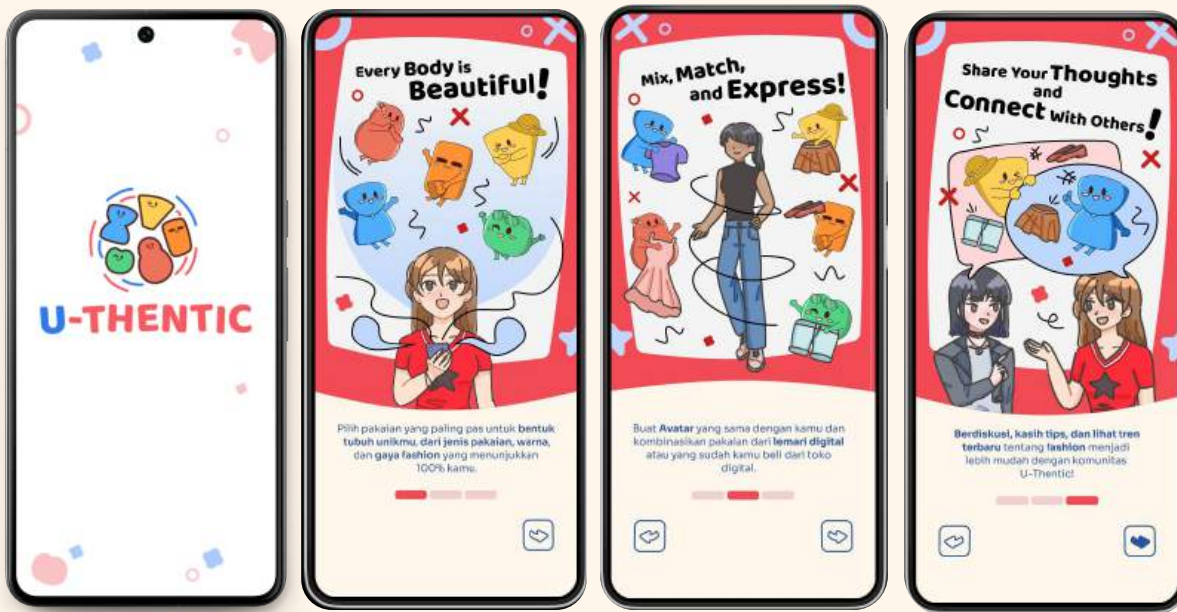 U-THENTIC
Every Body is
Beautiful!
Pilih pakaian yang paling pas untuk bentuk
tubuh unikmu, dari jenis pakaian, warna,
dan gaya fashion yang menunjukkan
100% kamu.
Mix, Match,
and Express!
Buat Avatar yang sama dengan kamu dan
kombinasikan pakaian dari lemari digital
atau yang sudah kamu beli dari toko
digital.
Share Your Thoughts
and
Connect With Others!
Berdiskusi, kasih tips, dan lihat tren
terbaru tentang fashion menjadi
lebih mudah dengan komunitas
U-Thentic!